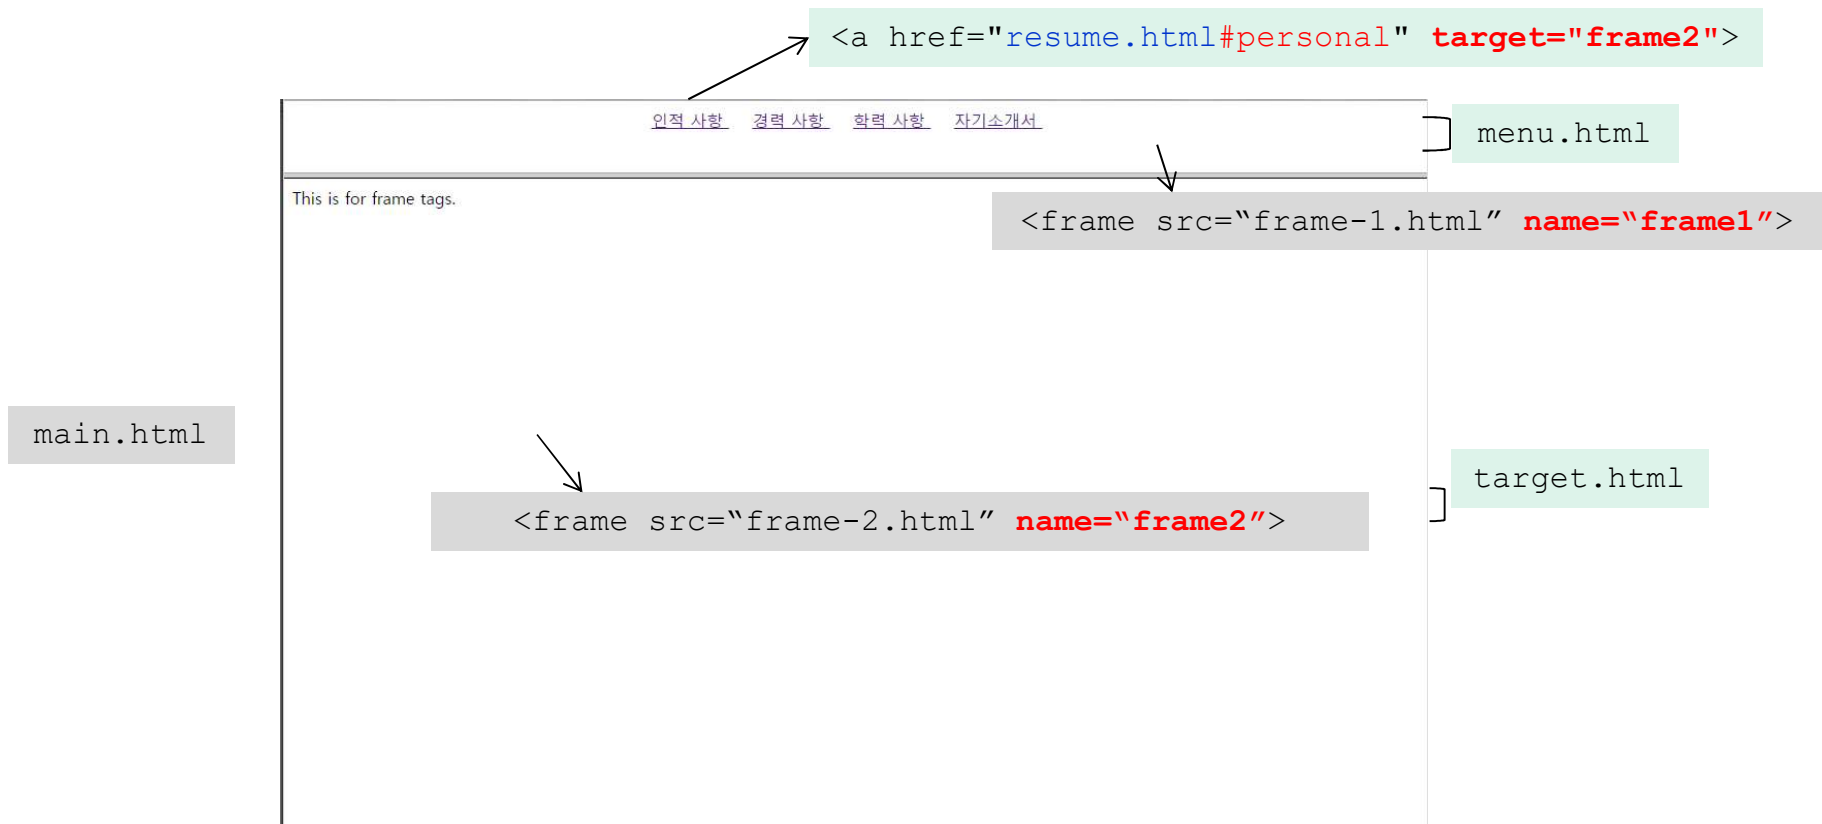 <a href="resume.html#personal" target="frame2">
인적 사항 경력 사항 학력 사항 자기소개서
menu.html
This is for frame tags.
<frame src=“frame-1.html” name=“frame1”>
main.html
target.html
<frame src=“frame-2.html” name=“frame2”>